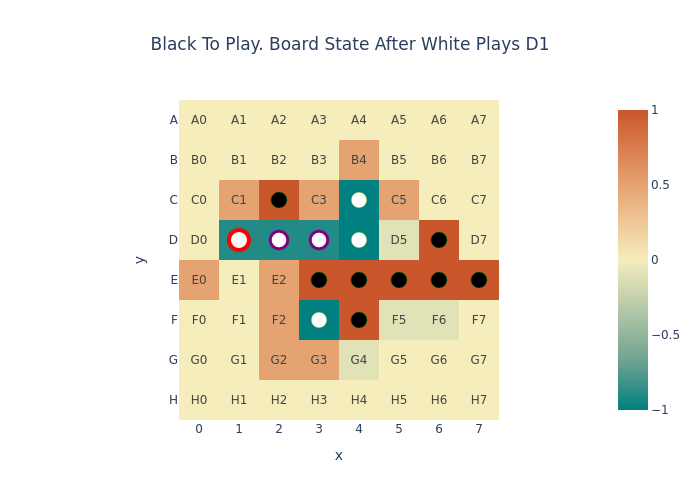 Black To Play. Board State After White Plays D1
A A0 A1 A2 A3 A4 A5 A6 A7
B B0 B1 B2 B3 B4 B5 B6 B7
C C0 C1 C3 C5 C6 C7
D D0 D5 D7
E E0 E1 E2
F F0 F1 F2 F5 F6 F7
G G0 G1 G2 G3 G4 G5 G6 G7
H H0 H1 H2 H3 H4 H5 H6 H7
0 1 2 3 4 5 6 7
x
y
1
0.5
0
−0.5
−1